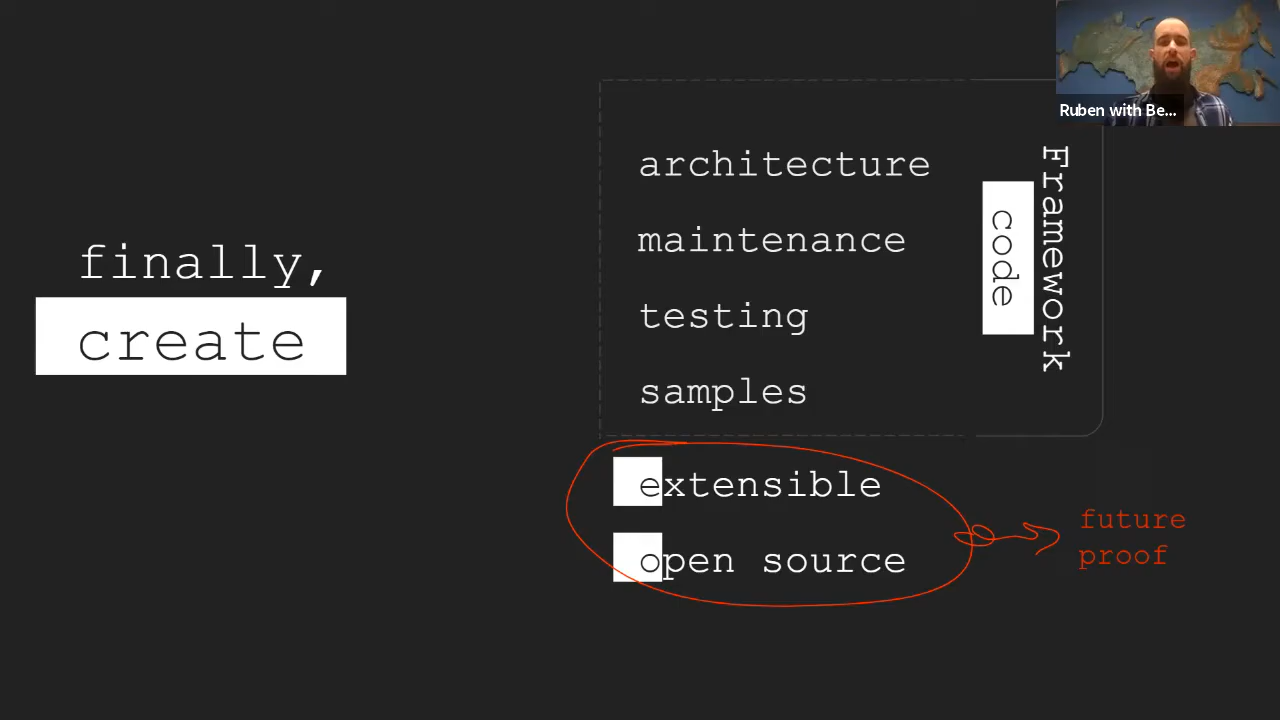 Ruben with Be...
finally,
create
architecture
maintenance
testing
samples
code
Framework
extensible
open source
future
proof